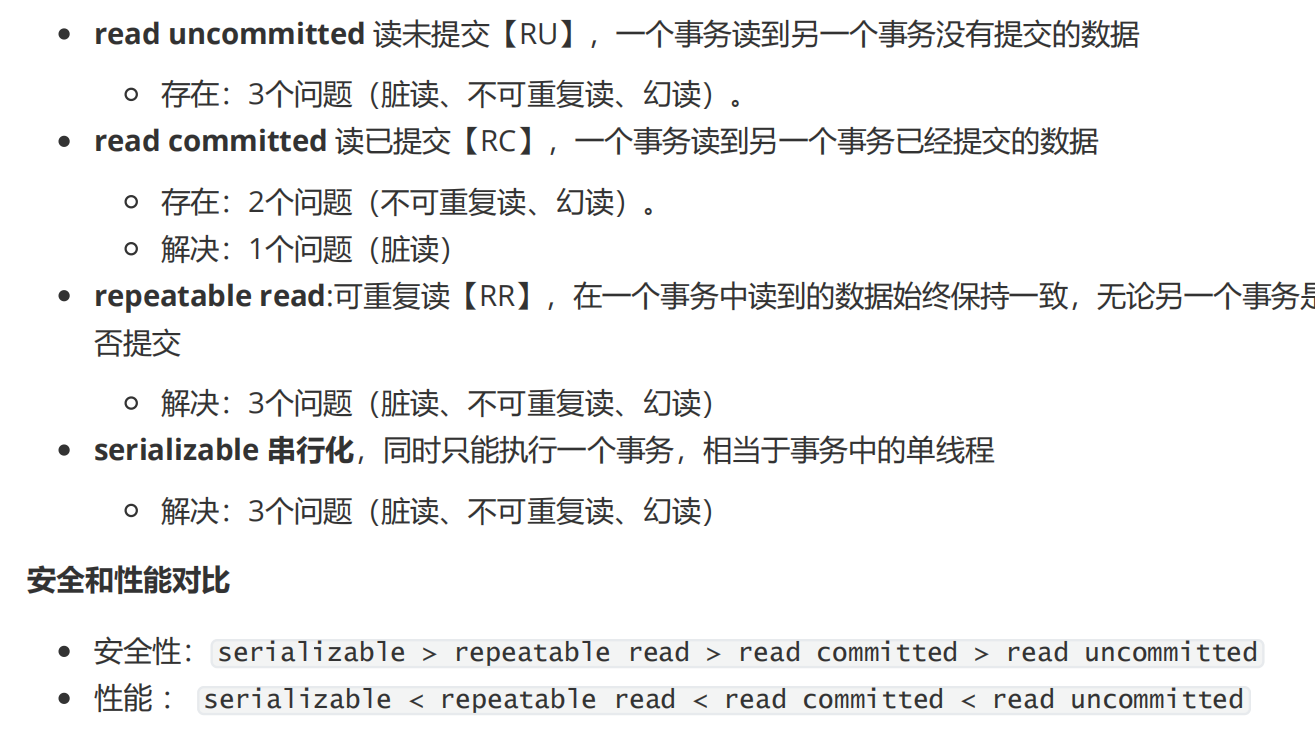 read uncommitted 读未提交【RU】，一个事务读到另一个事务没有提交的数据
存在：3个问题（脏读、不可重复读、幻读）。
read committed 读已提交【RC】，一个事务读到另一个事务已经提交的数据
存在：2个问题（不可重复读、幻读）。
解决：1个问题（脏读）
repeatable read:可重复读【RR】，在一个事务中读到的数据始终保持一致，无论另一个事务是
否提交
解决：3个问题（脏读、不可重复读、幻读）
serializable 串行化，同时只能执行一个事务，相当于事务中的单线程
解决：3个问题（脏读、不可重复读、幻读）
安全和性能对比
安全性： serializable > repeatable read > read committed > read uncommitted
性能 ： serializable < repeatable read < read committed < read uncommitted